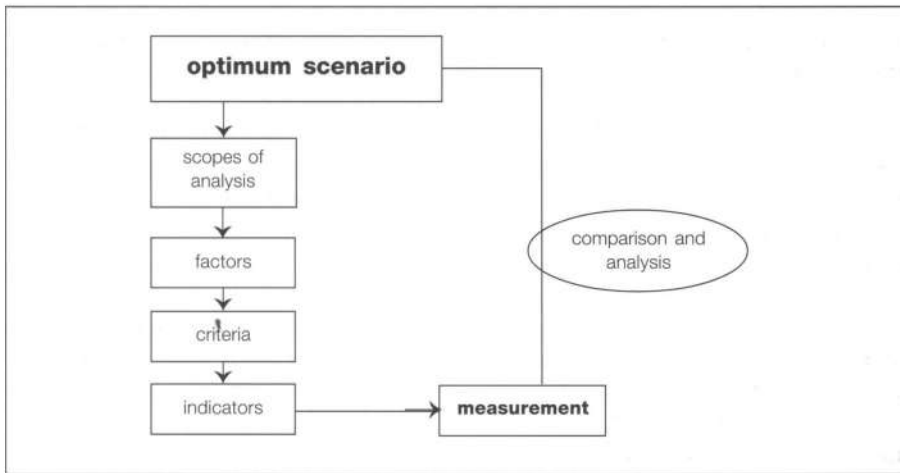 optimum scenario
scopes of
analysis
factors
comparison and
analysis
criteria
indicators
measurement